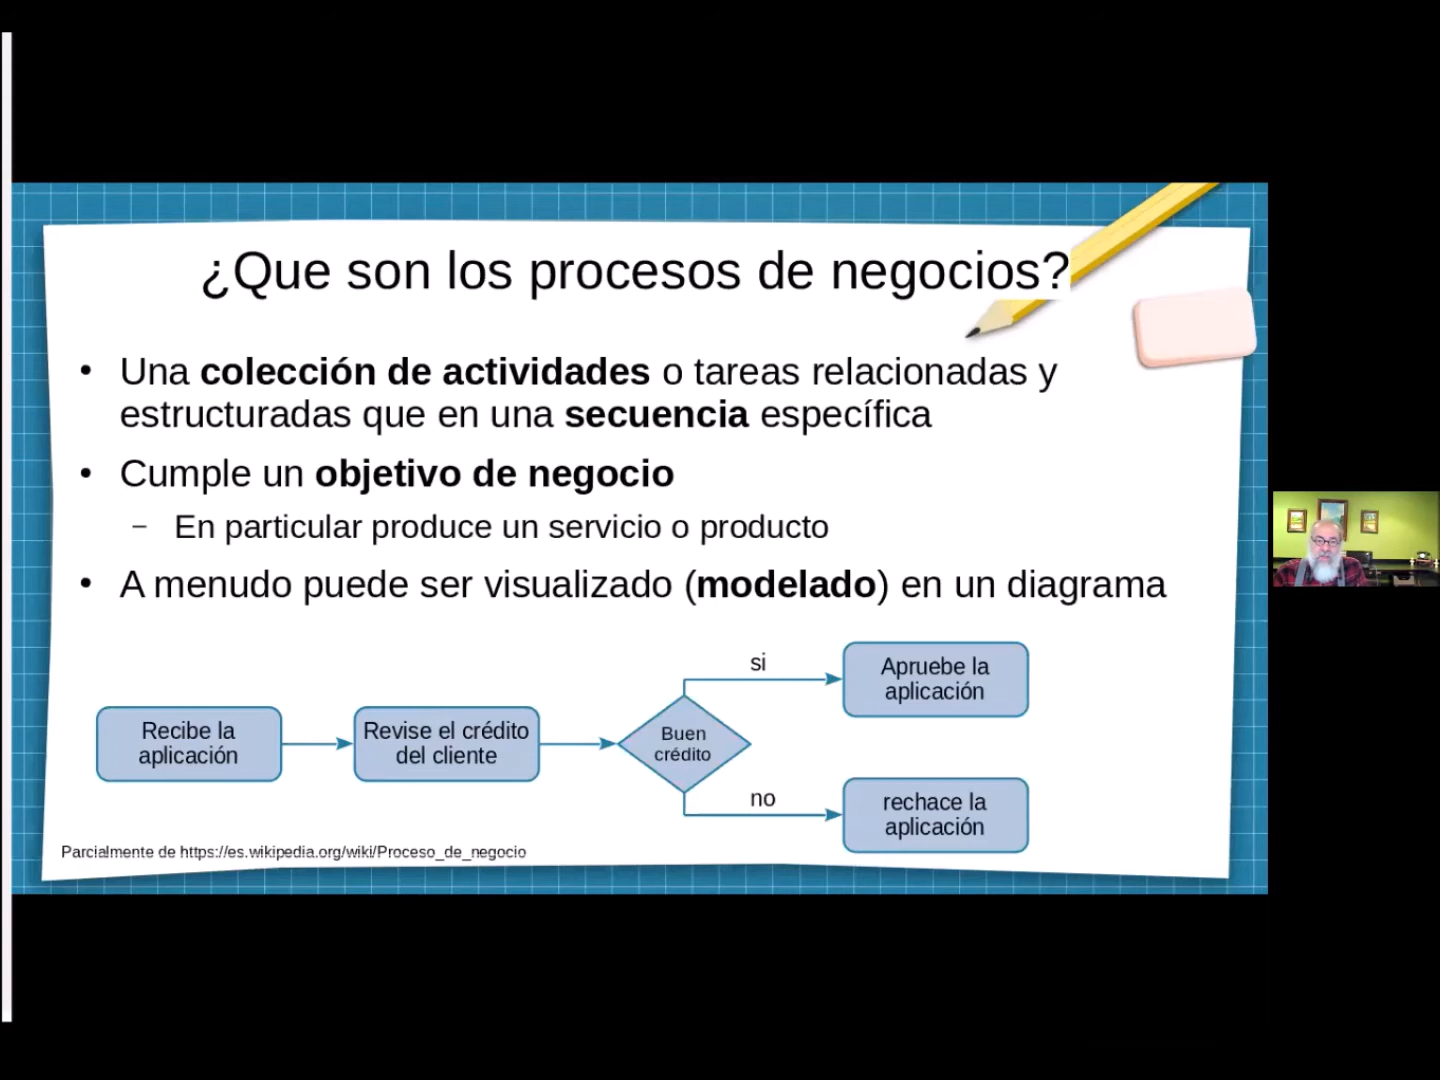 ¿Que son los procesos de negocios?
• Una colección de actividades o tareas relacionadas y
estructuradas que en una secuencia específica
• Cumple un objetivo de negocio
– En particular produce un servicio o producto
• A menudo puede ser visualizado (modelado) en un diagrama
Recibe la
aplicación
Revise el crédito
del cliente
Buen
crédito
si
Apruebe la
aplicación
no
rechace la
aplicación
Parcialmente de https://es.wikipedia.org/wiki/Proceso_de_negocio